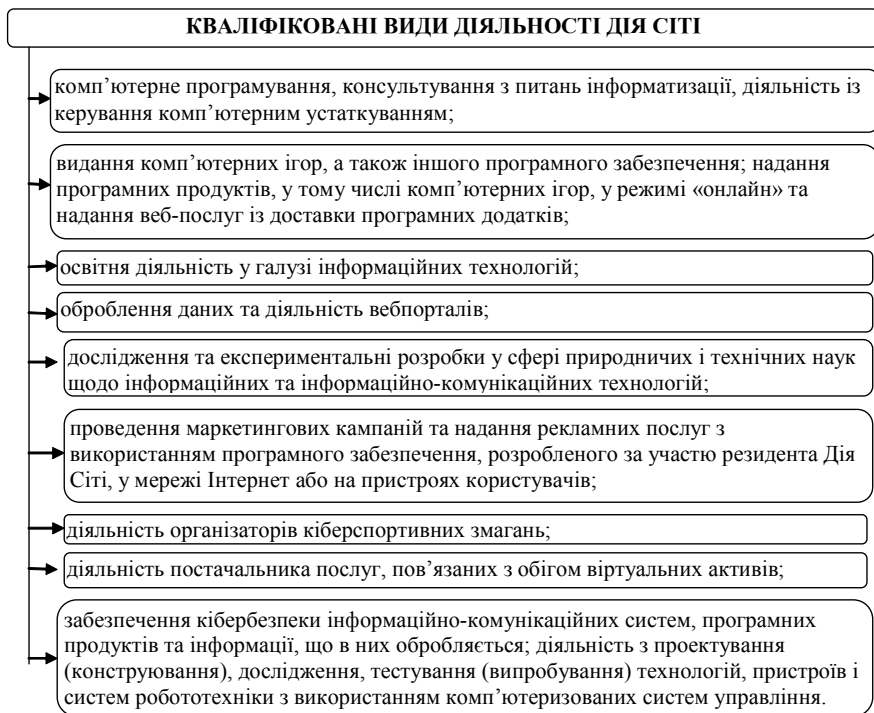 КВАЛІФІКОВАНІ ВИДИ ДІЯЛЬНОСТІ ДІЯ СІТІ
комп’ютерне програмування, консультування з питань інформатизації, діяльність із
керування комп’ютерним устаткуванням;
видання комп’ютерних ігор, а також іншого програмного забезпечення; надання
програмних продуктів, у тому числі комп’ютерних ігор, у режимі «онлайн» та
надання веб-послуг із доставки програмних додатків;
освітня діяльність у галузі інформаційних технологій;
оброблення даних та діяльність вебпорталів;
дослідження та експериментальні розробки у сфері природничих і технічних наук
щодо інформаційних та інформаційно-комунікаційних технологій;
проведення маркетингових кампаній та надання рекламних послуг з
використанням програмного забезпечення, розробленого за участю резидента Дія
Сіті, у мережі Інтернет або на пристроях користувачів;
діяльність організаторів кіберспортивних змагань;
діяльність постачальника послуг, пов’язаних з обігом віртуальних активів;
забезпечення кібербезпеки інформаційно-комунікаційних систем, програмних
продуктів та інформації, що в них обробляється; діяльність з проектування
(конструювання), дослідження, тестування (випробування) технологій, пристроїв і
систем робототехніки з використанням комп’ютеризованих систем управління.